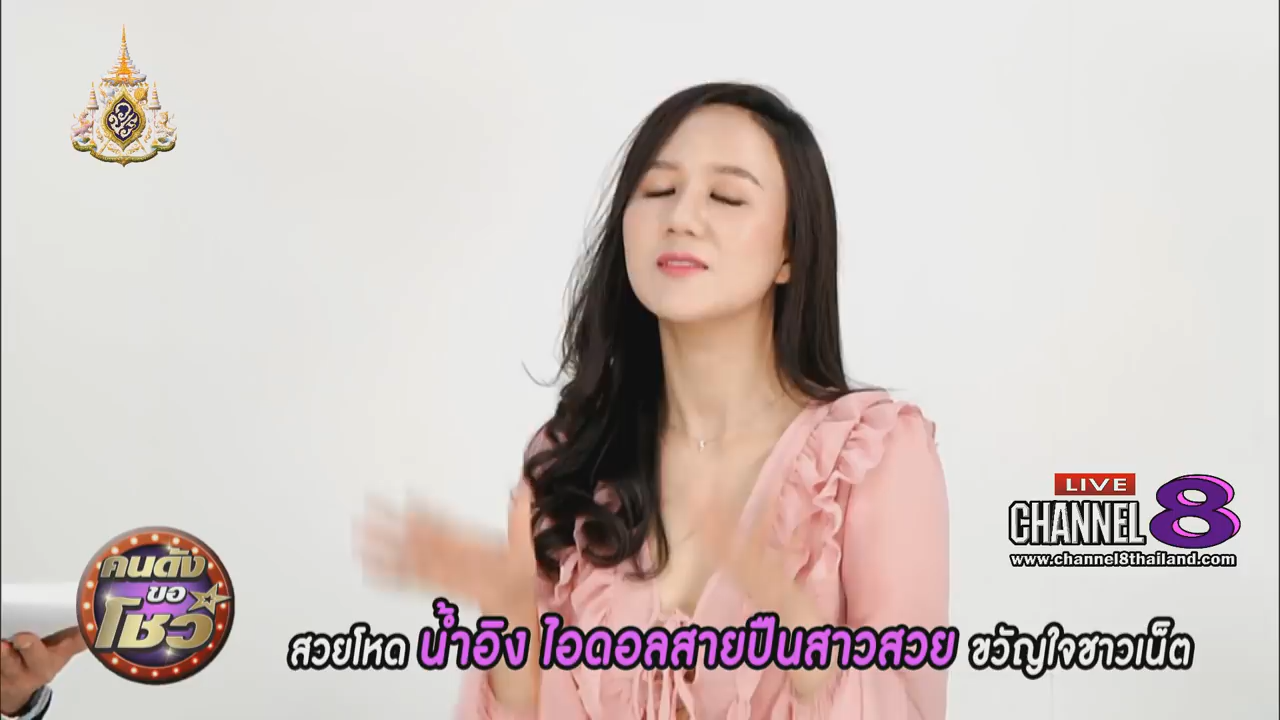 LIVE
CHANNEL 8
www.channel8thailand.com
คนดัง
ขอ
โชว์
สวยโหด น้ำอิง ไอดอลสายปืนสาวสวย ขวัญใจชาวเน็ต